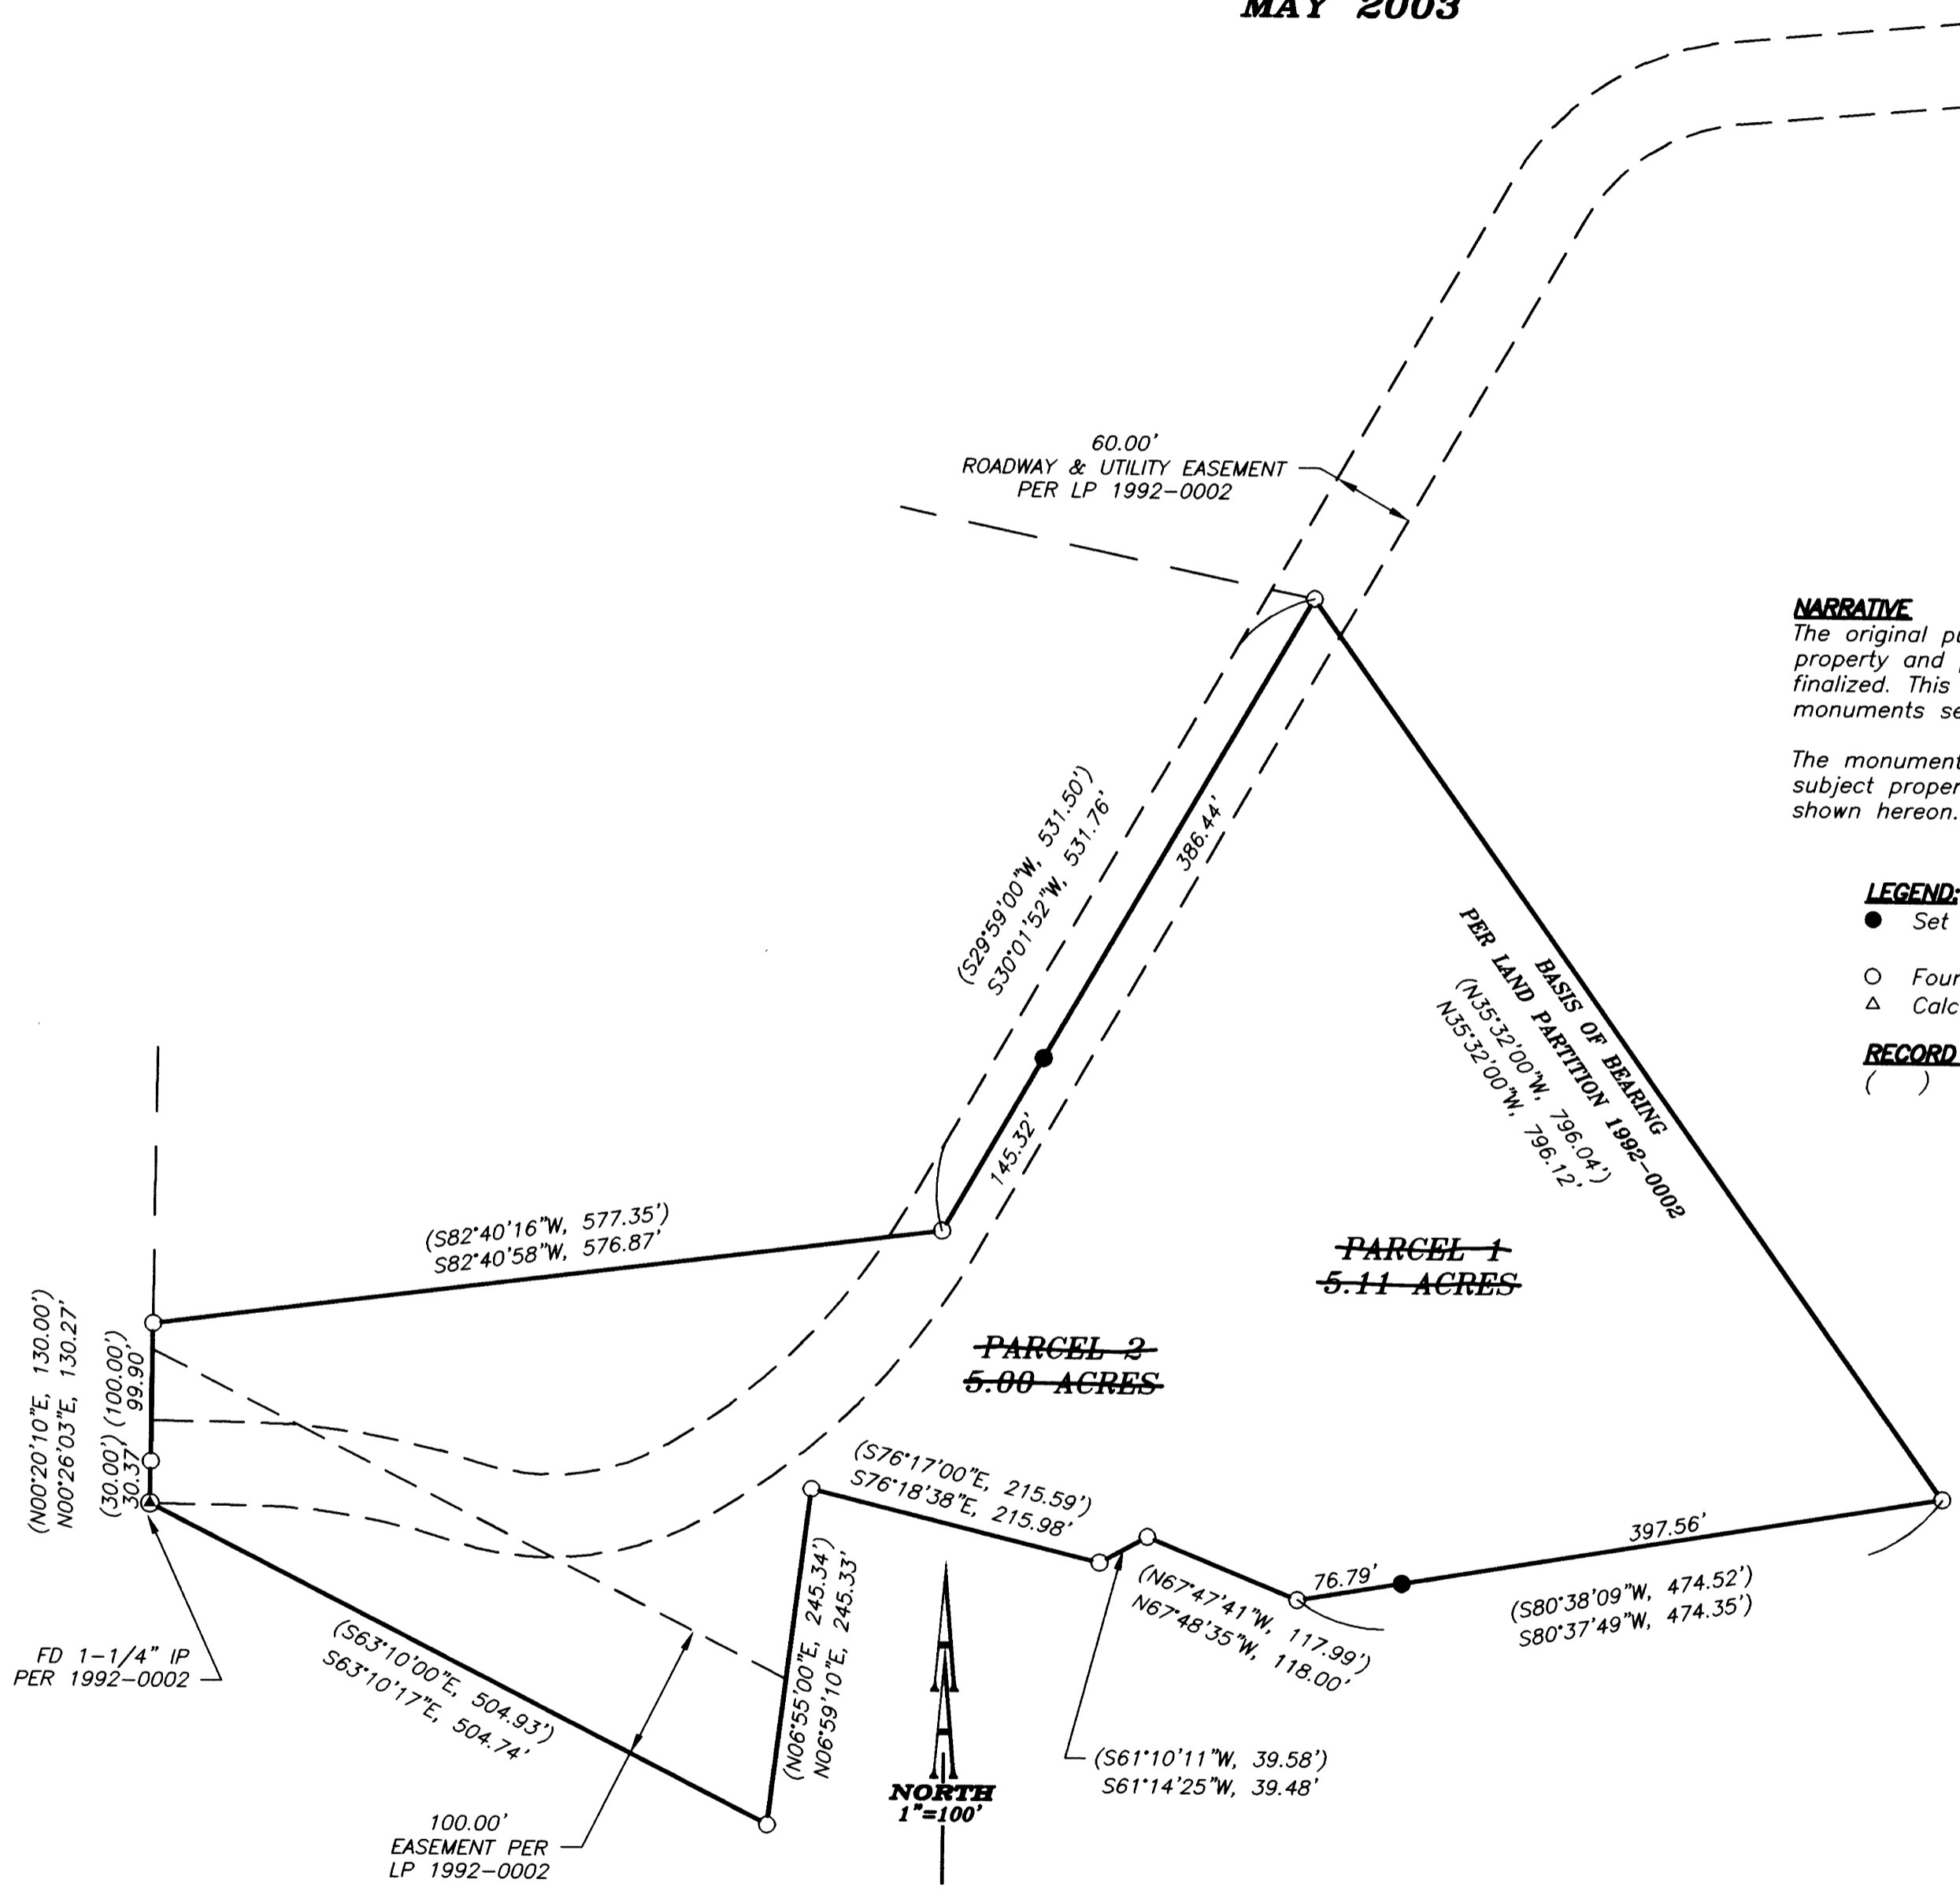 MAY 2003
60.00'
ROADWAY & UTILITY EASEMENT
PER LP 1992-0002
NARRATIVE
The original pu
property and p
finalized. This
monuments se
The monument
subject proper
shown hereon.
LEGEND:
Set
Four
Calc
RECORD
( )
(S29°59'00"W, 531.50')
S30°01'52"W, 531.76'
386.44'
145.32'
BASIS OF BEARING
PER LAND PARTITION 1992-0002
(N35°32'00"W, 796.04')
N35°32'00"W, 796.12'
(S82°40'16"W, 577.35')
S82°40'58"W, 576.87'
PARCEL 1
5.11 ACRES
PARCEL 2
5.00 ACRES
(N00°20'10"E, 130.00')
N00°26'03"E, 130.27'
(30.00') (100.00')
30.37' 99.90'
(S76°17'00"E, 215.59')
S76°18'38"E, 215.98'
397.56'
76.79'
(S80°38'09"W, 474.52')
S80°37'49"W, 474.35'
(N67°47'41"W, 117.99')
N67°48'35"W, 118.00'
(N06°55'00"E, 245.34')
N06°59'10"E, 245.33'
FD 1-1/4" IP
PER 1992-0002
(S63°10'00"E, 504.93')
S63°10'17"E, 504.74'
(S61°10'11"W, 39.58')
S61°14'25"W, 39.48'
NORTH
1"=100'
100.00'
EASEMENT PER
LP 1992-0002